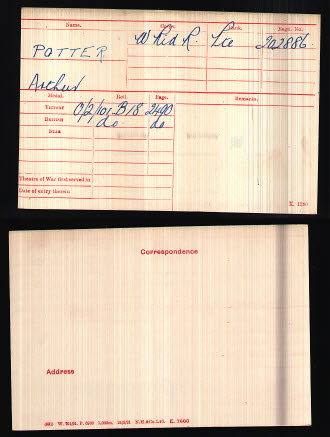 Name. Corps. Rank. Regtl. No.
POTTER W Rid R. Pte 202886.
Arthur
Medal. Roll. Page. Remarks.
Victory O/2/101 B18 2490
British do do
Star
Theatre of War first served in
Date of entry therein
K. 1380
Correspondence
Address